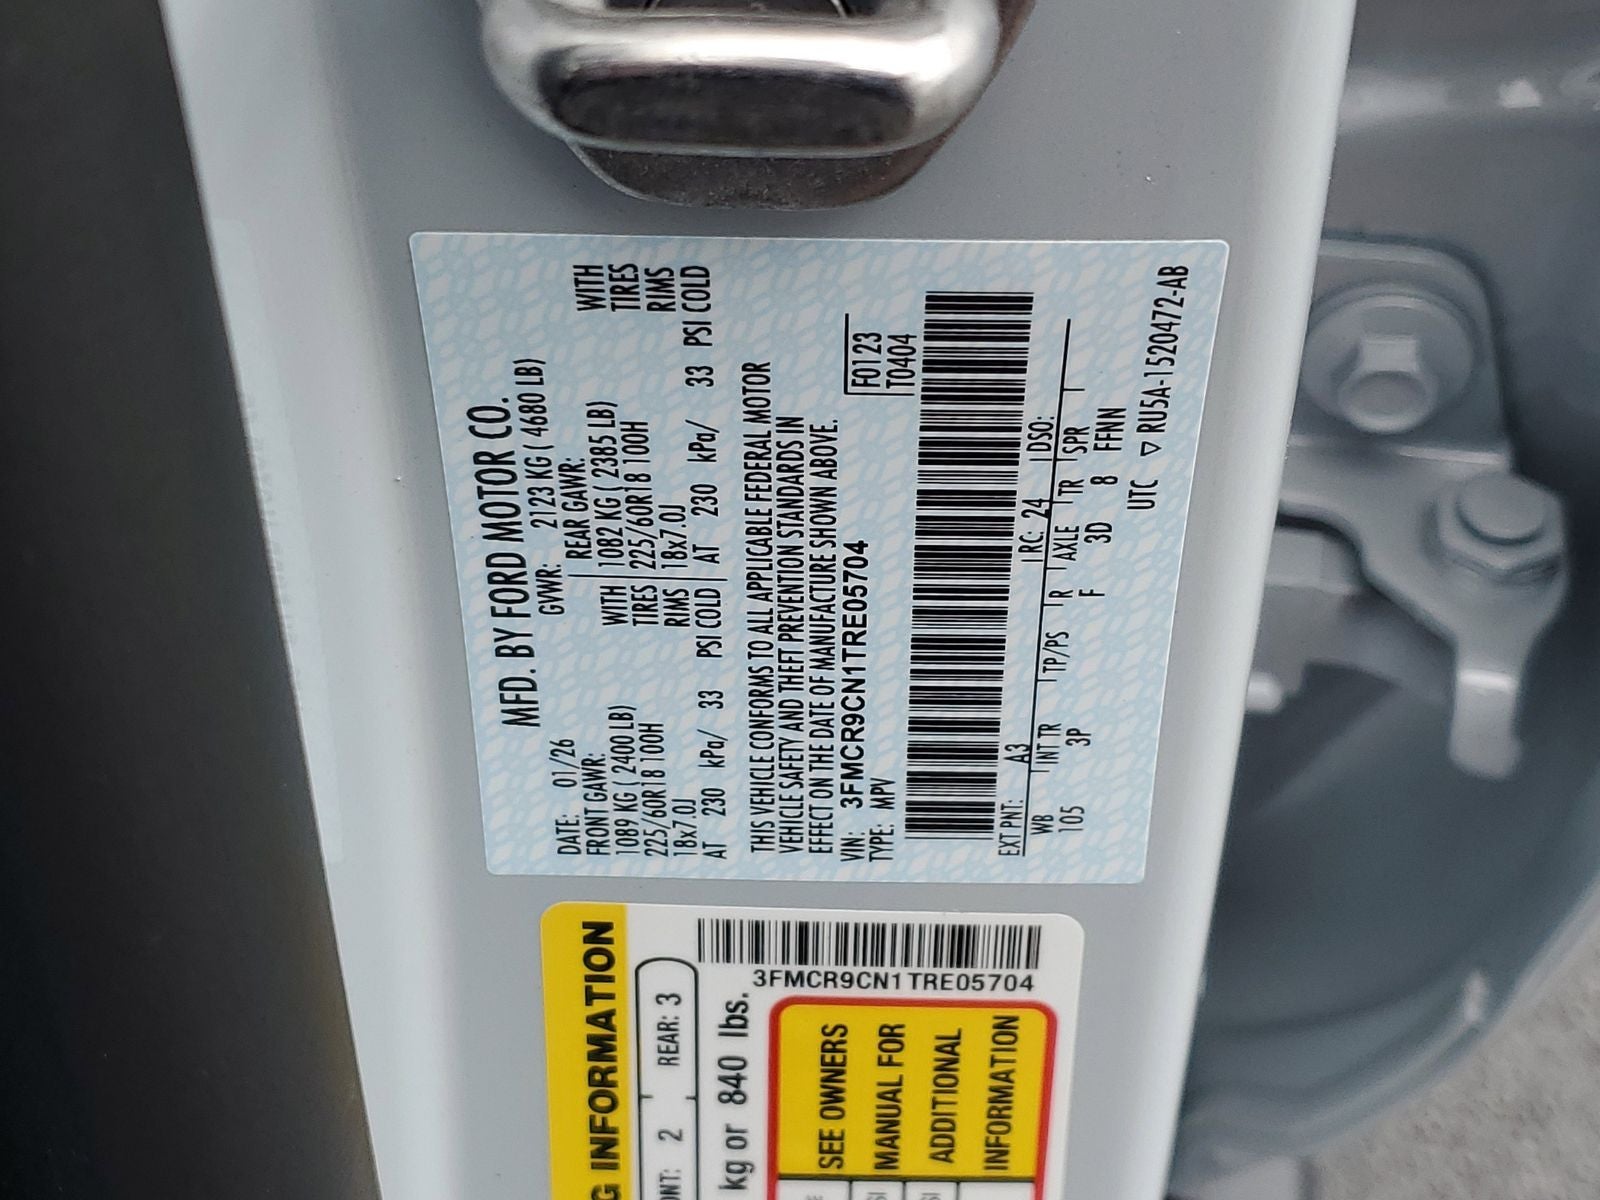 MFD. BY FORD MOTOR CO.
DATE: 01/26 GVWR: 2123 KG ( 4680 LB)
FRONT GAWR: REAR GAWR:
1089 KG ( 2400 LB) WITH 1082 KG ( 2385 LB) WITH
225/60R18 100H TIRES 225/60R18 100H TIRES
18x7.0J RIMS 18x7.0J RIMS
AT 230 kPa/ 33 PSI COLD AT 230 kPa/ 33 PSI COLD
THIS VEHICLE CONFORMS TO ALL APPLICABLE FEDERAL MOTOR
VEHICLE SAFETY AND THEFT PREVENTION STANDARDS IN
EFFECT ON THE DATE OF MANUFACTURE SHOWN ABOVE.
VIN: 3FMCR9CN1TRE05704 F0123
TYPE: MPV T0404
EXT PNT: A3 RC: 24 DSO:
WB INT TR TP/PS R AXLE TR SPR
105 3P F 3D 8 FFNN
UTC ▽ RU5A-1520472-AB
G INFORMATION
ONT: 2 REAR: 3
kg or 840 lbs.
3FMCR9CN1TRE05704
SEE OWNERS
MANUAL FOR
ADDITIONAL
INFORMATION